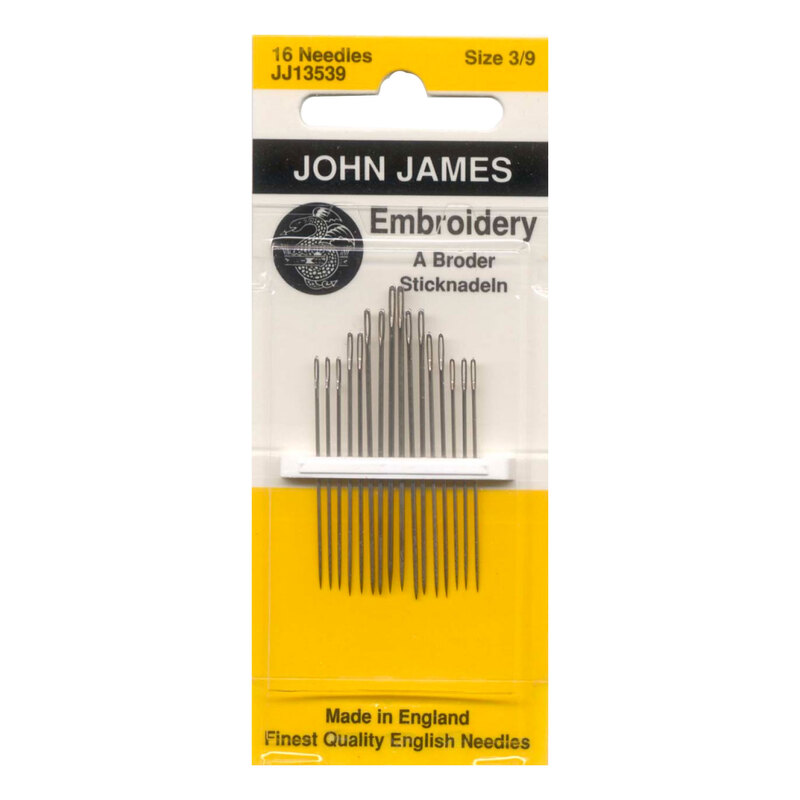 16 Needles Size 3/9
JJ13539
JOHN JAMES
Embroidery
A Broder
Sticknadeln
Made in England
Finest Quality English Needles